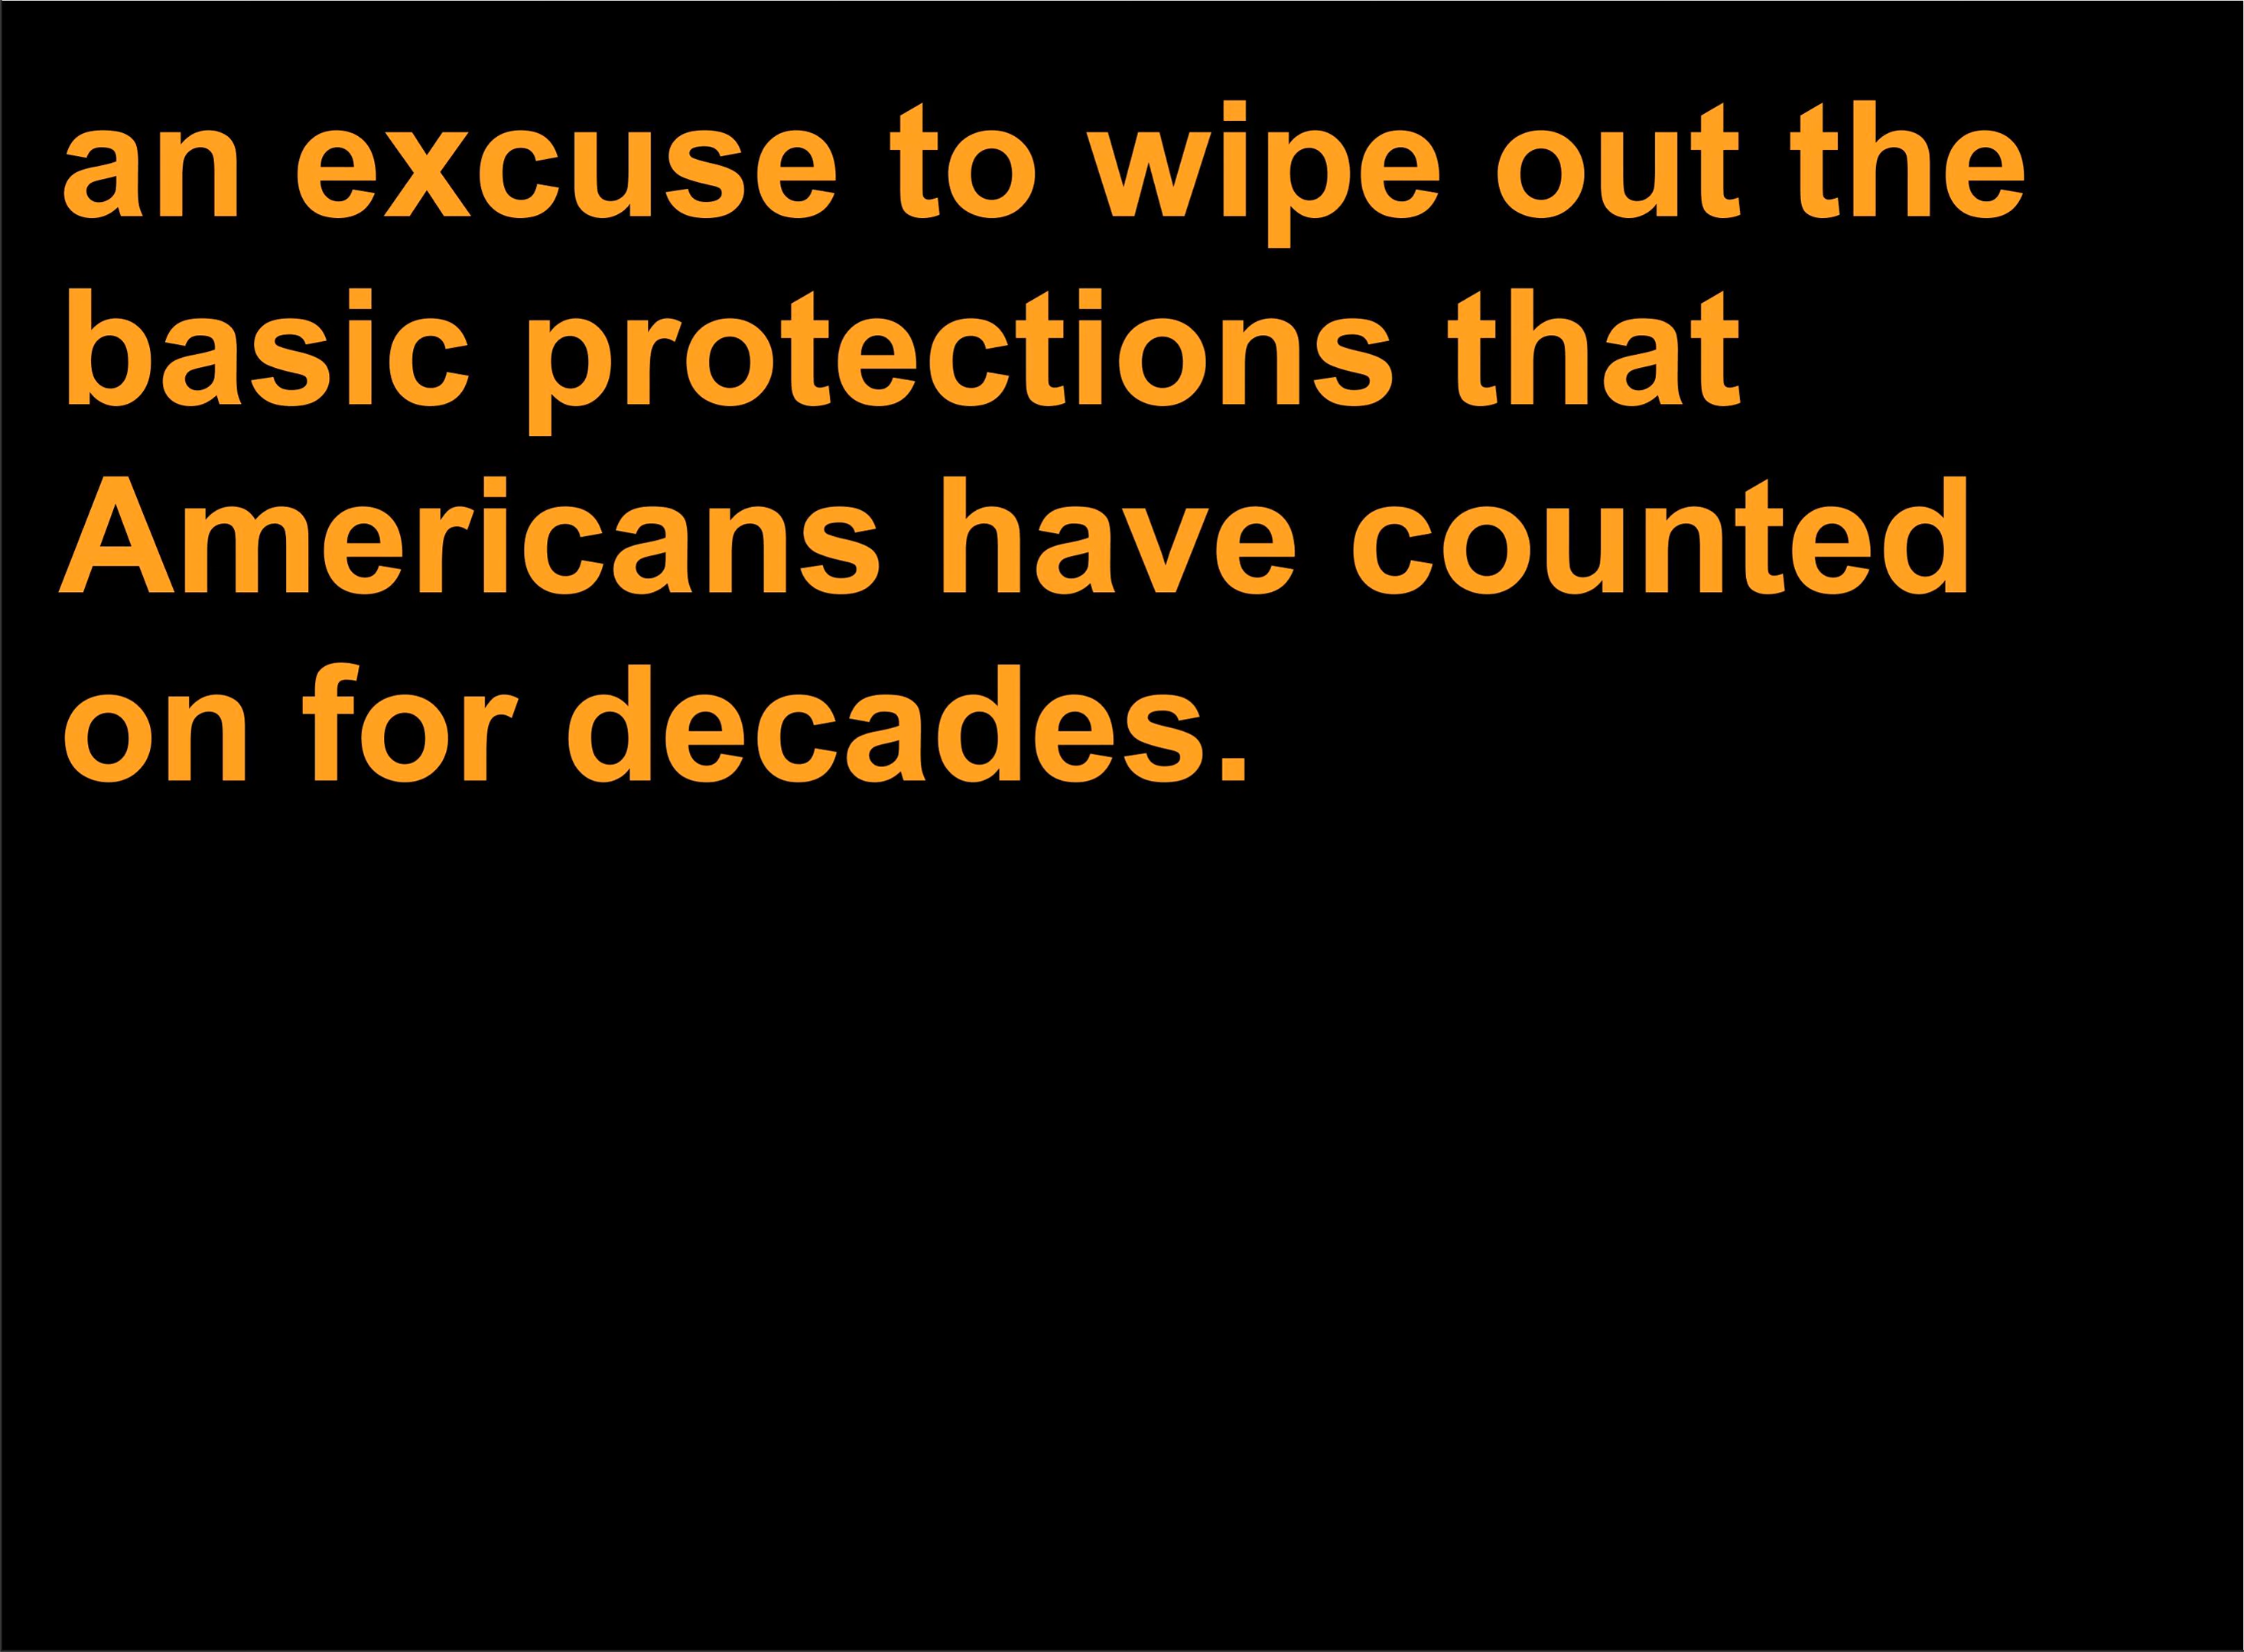 an excuse to wipe out the
basic protections that
Americans have counted
on for decades.